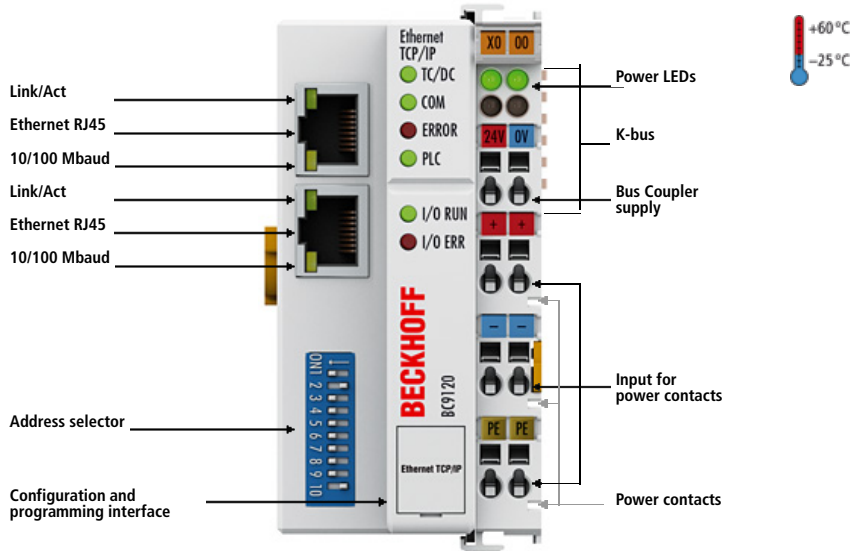 Link/Act
Ethernet RJ45
10/100 Mbaud
Link/Act
Ethernet RJ45
10/100 Mbaud
Address selector
Configuration and
programming interface
Ethernet
TCP/IP
TC/DC
COM
ERROR
PLC
I/O RUN
I/O ERR
BECKHOFF
BC9120
Ethernet TCP/IP
ON
1
2
3
4
5
6
7
8
9
10
X0 00
24V 0V
+ +
– –
PE PE
Power LEDs
K-bus
Bus Coupler
supply
Input for
power contacts
Power contacts
+60 °C
–25 °C